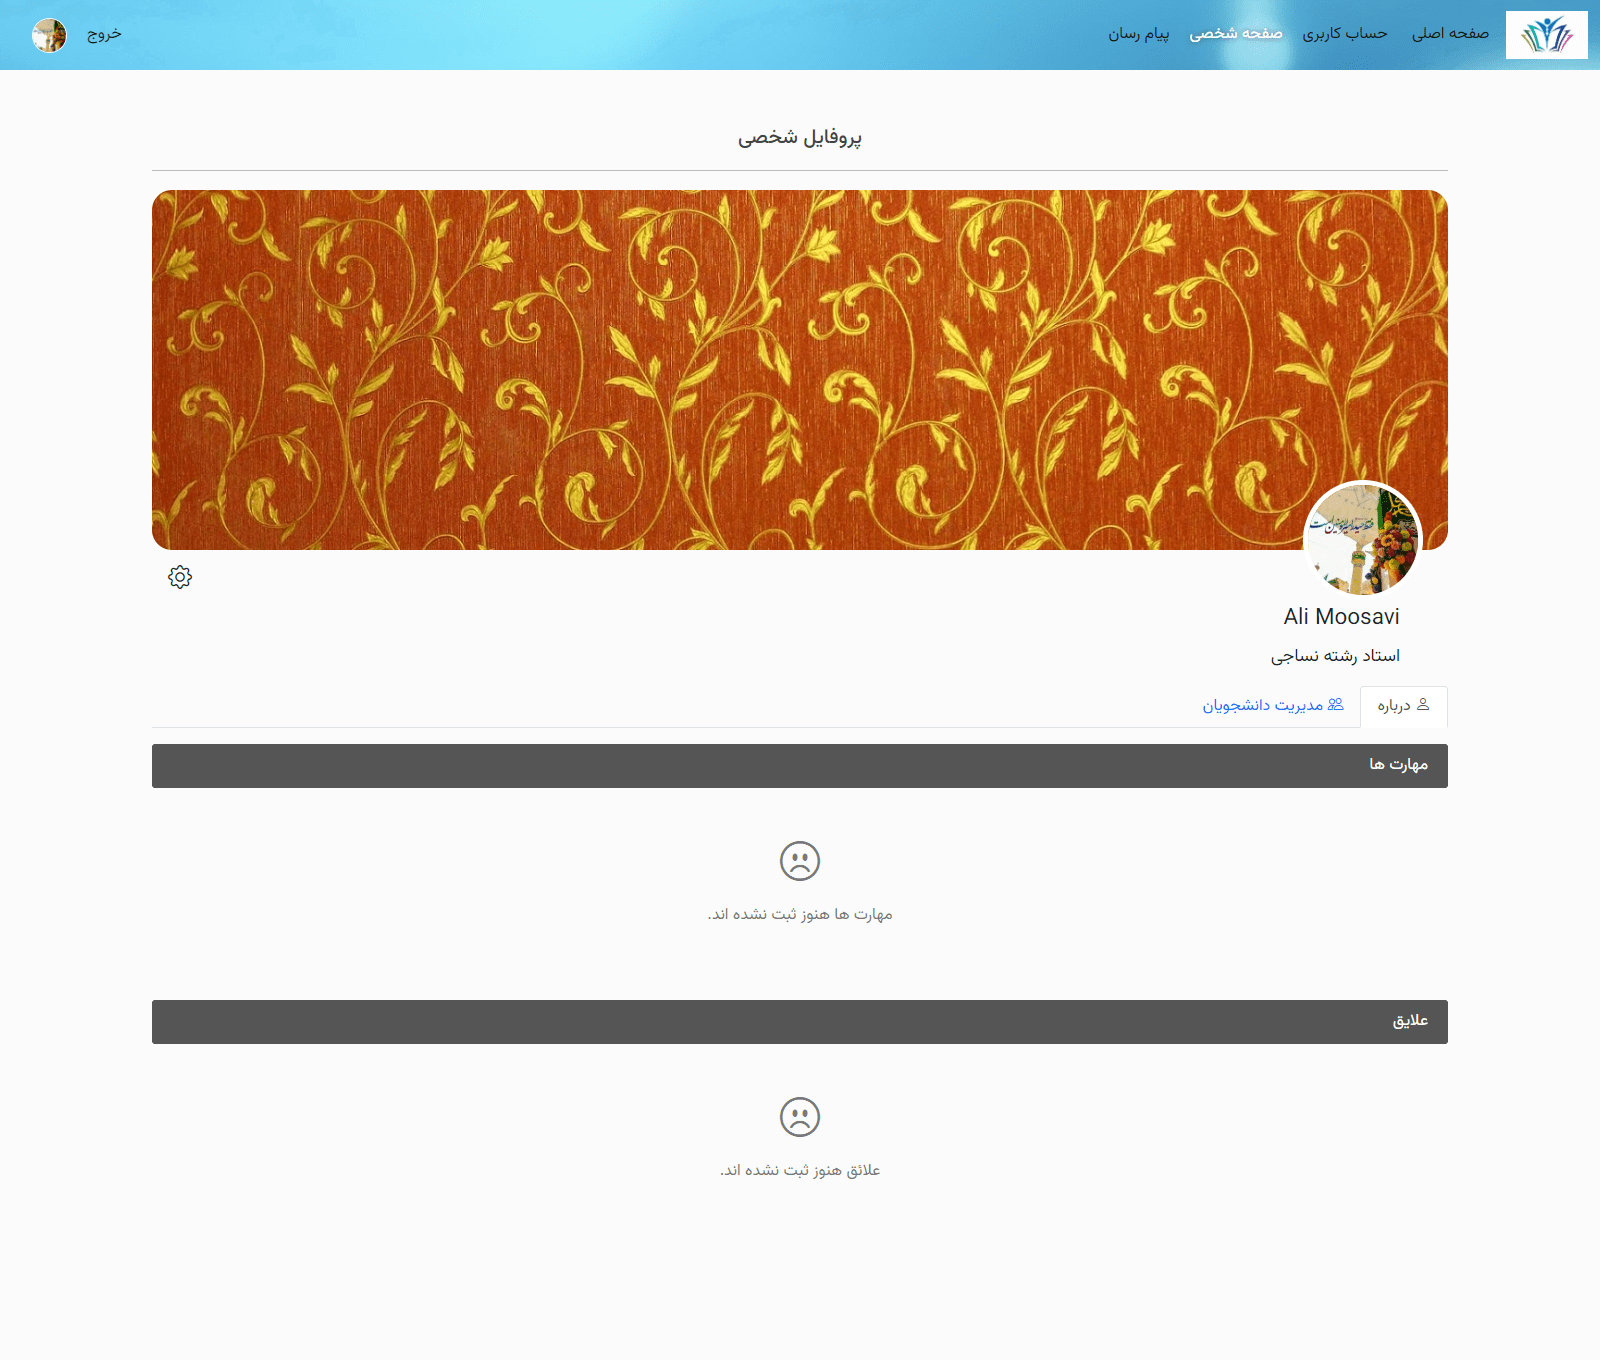 صفحه اصلی
حساب کاربری
صفحه شخصی
پیام رسان
خروج
پروفایل شخصی
Ali Moosavi
استاد رشته نساجی
درباره
مدیریت دانشجویان
مهارت ها
مهارت ها هنوز ثبت نشده اند.
علایق
علائق هنوز ثبت نشده اند.